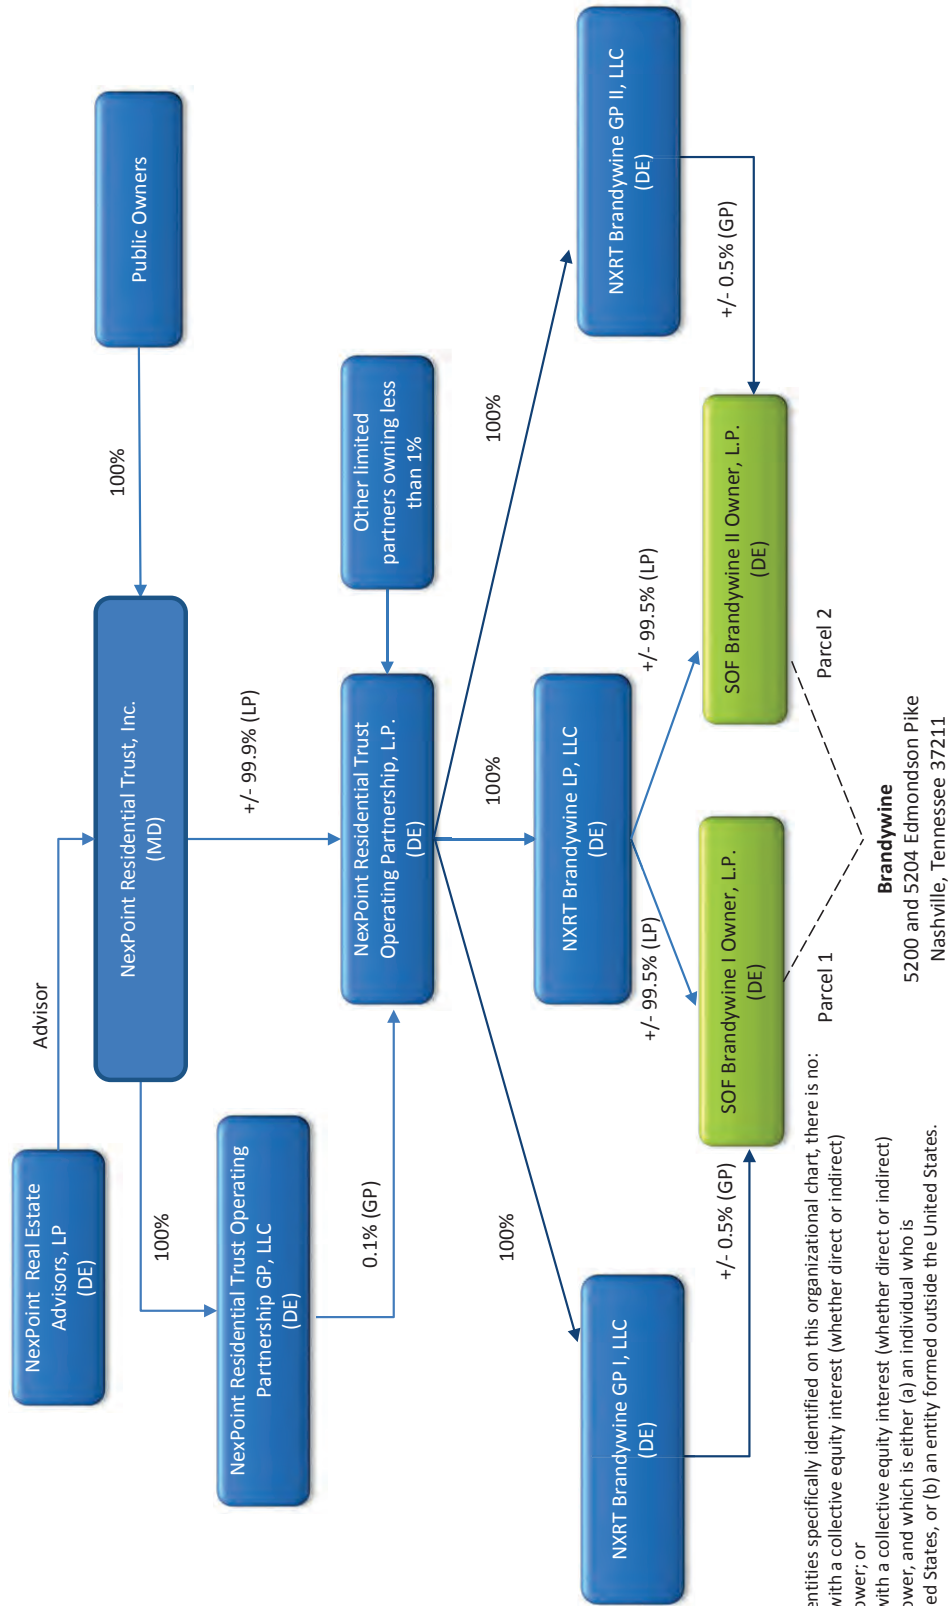 NexPoint  Real Estate
Advisors, LP
(DE)
Advisor
NexPoint Residential Trust, Inc.
(MD)
100%
Public Owners
100%
NexPoint Residential Trust Operating
Partnership GP, LLC
(DE)
+/- 99.9% (LP)
0.1% (GP)
NexPoint Residential Trust
Operating Partnership, L.P.
(DE)
Other limited
partners owning less
than 1%
100%
100%
100%
NXRT Brandywine GP I, LLC
(DE)
NXRT Brandywine LP, LLC
(DE)
NXRT Brandywine GP II, LLC
(DE)
+/- 0.5% (GP)
+/- 99.5% (LP)
+/- 99.5% (LP)
+/- 0.5% (GP)
SOF Brandywine I Owner, L.P.
(DE)
SOF Brandywine II Owner, L.P.
(DE)
Parcel 1
Parcel 2
Brandywine
5200 and 5204 Edmondson Pike
Nashville, Tennessee 37211
entities specifically identified on this organizational chart, there is no:
with a collective equity interest (whether direct or indirect)
ower; or
with a collective equity interest (whether direct or indirect)
ower, and which is either (a) an individual who is
ed States, or (b) an entity formed outside the United States.